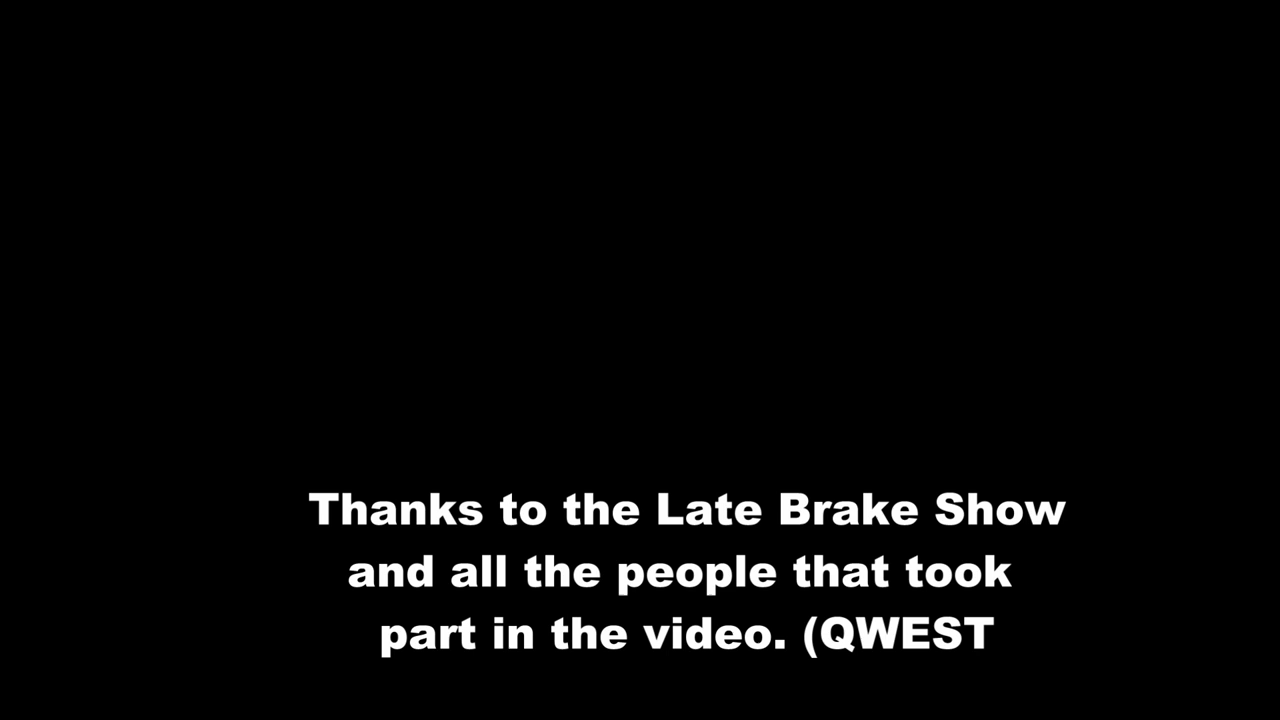 Thanks to the Late Brake Show
and all the people that took
part in the video. (QWEST